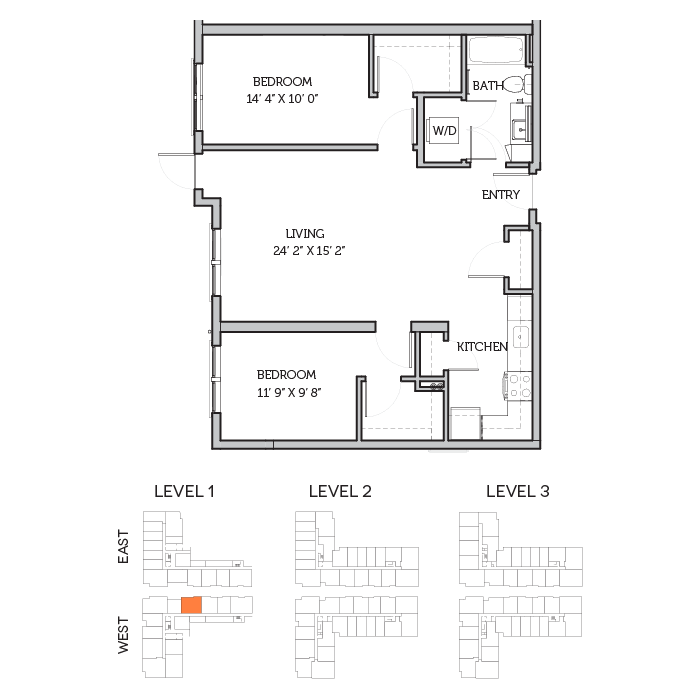 BEDROOM
14' 4" X 10' 0"
BATH
W/D
ENTRY
LIVING
24' 2" X 15' 2"
KITCHEN
BEDROOM
11' 9" X 9' 8"
LEVEL 1
LEVEL 2
LEVEL 3
EAST
WEST